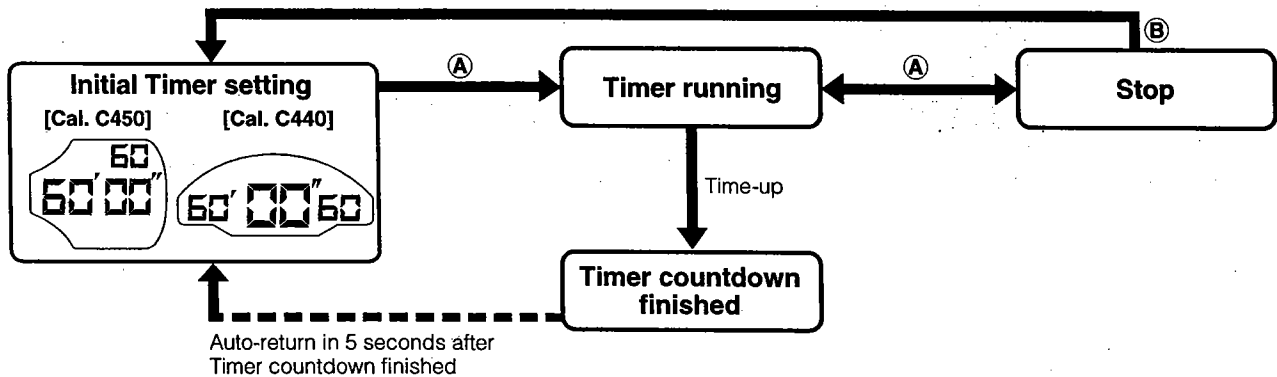 Ⓑ
Initial Timer setting
[Cal. C450] [Cal. C440]
60
60′ 00″
60′ 00″ 60
Ⓐ
Timer running
Ⓐ
Stop
Time-up
Timer countdown
finished
Auto-return in 5 seconds after
Timer countdown finished